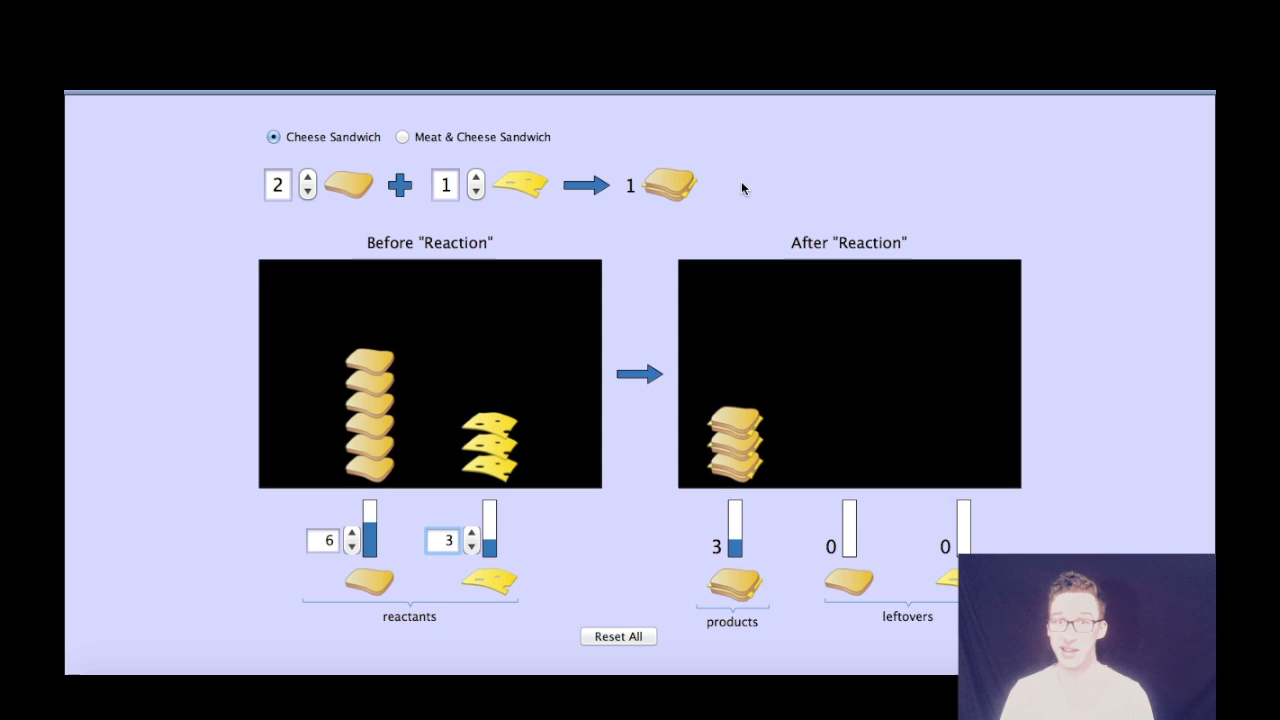 Cheese Sandwich Meat & Cheese Sandwich
2 1 1
Before "Reaction" After "Reaction"
6 3 3 0 0
reactants products leftovers
Reset All